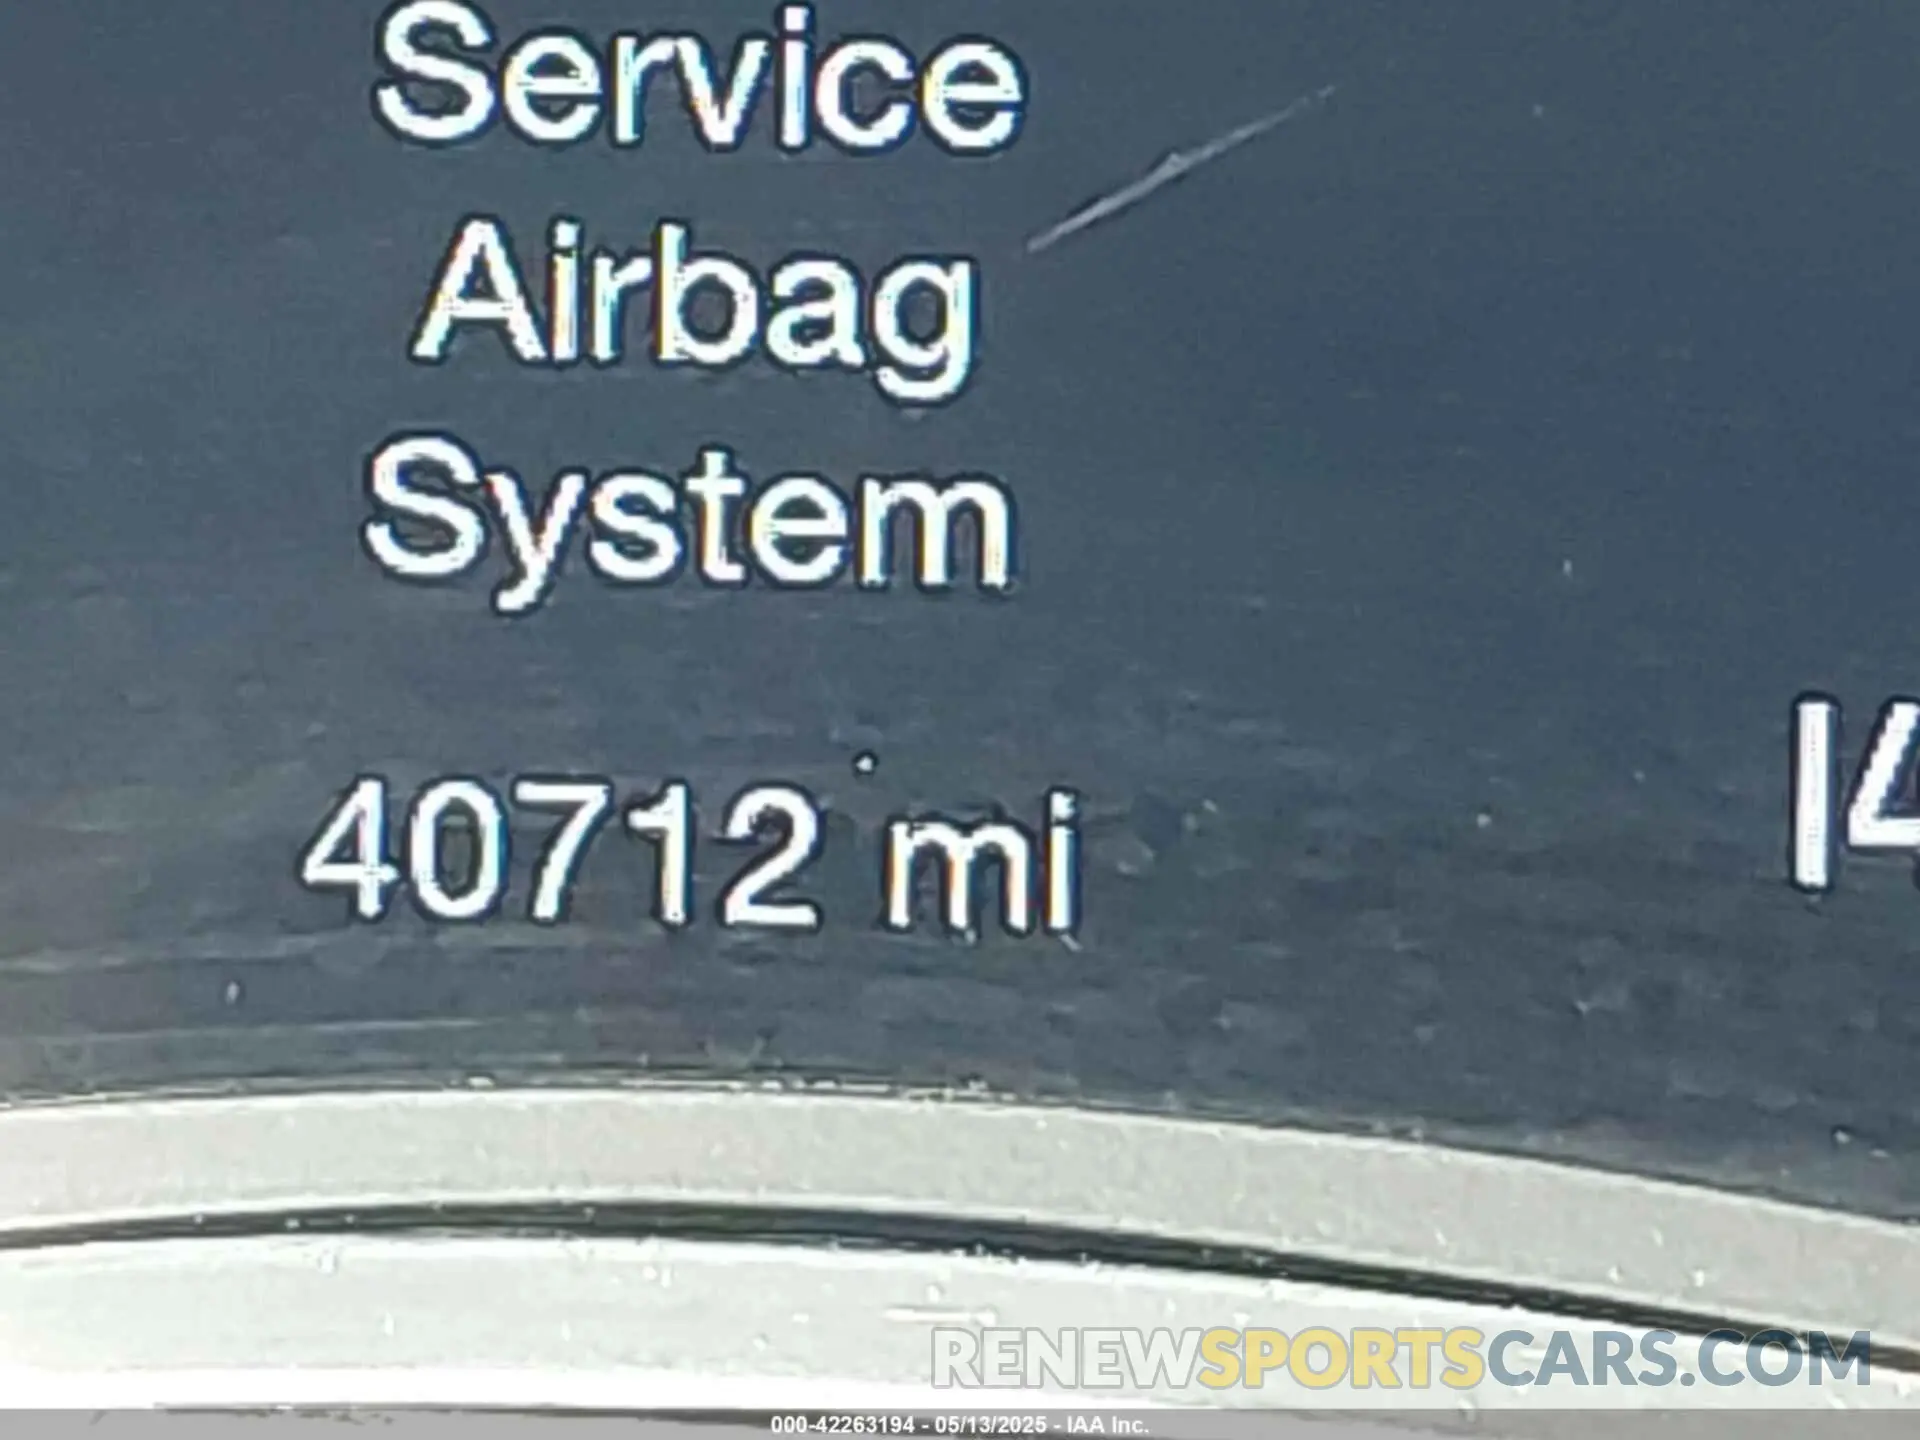 Service
Airbag
System
40712 mi
RENEWSPORTSCARS.COM
000-42263194 - 05/13/2025 - IAA Inc.